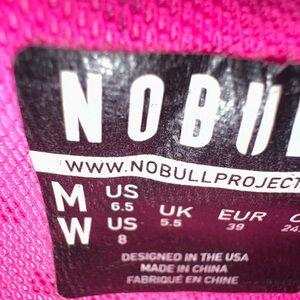 NOBU
WWW.NOBULLPROJECT
M US 6.5
W US 8
UK 5.5
EUR 39
DESIGNED IN THE USA
MADE IN CHINA
FABRIQUÉ EN CHINE